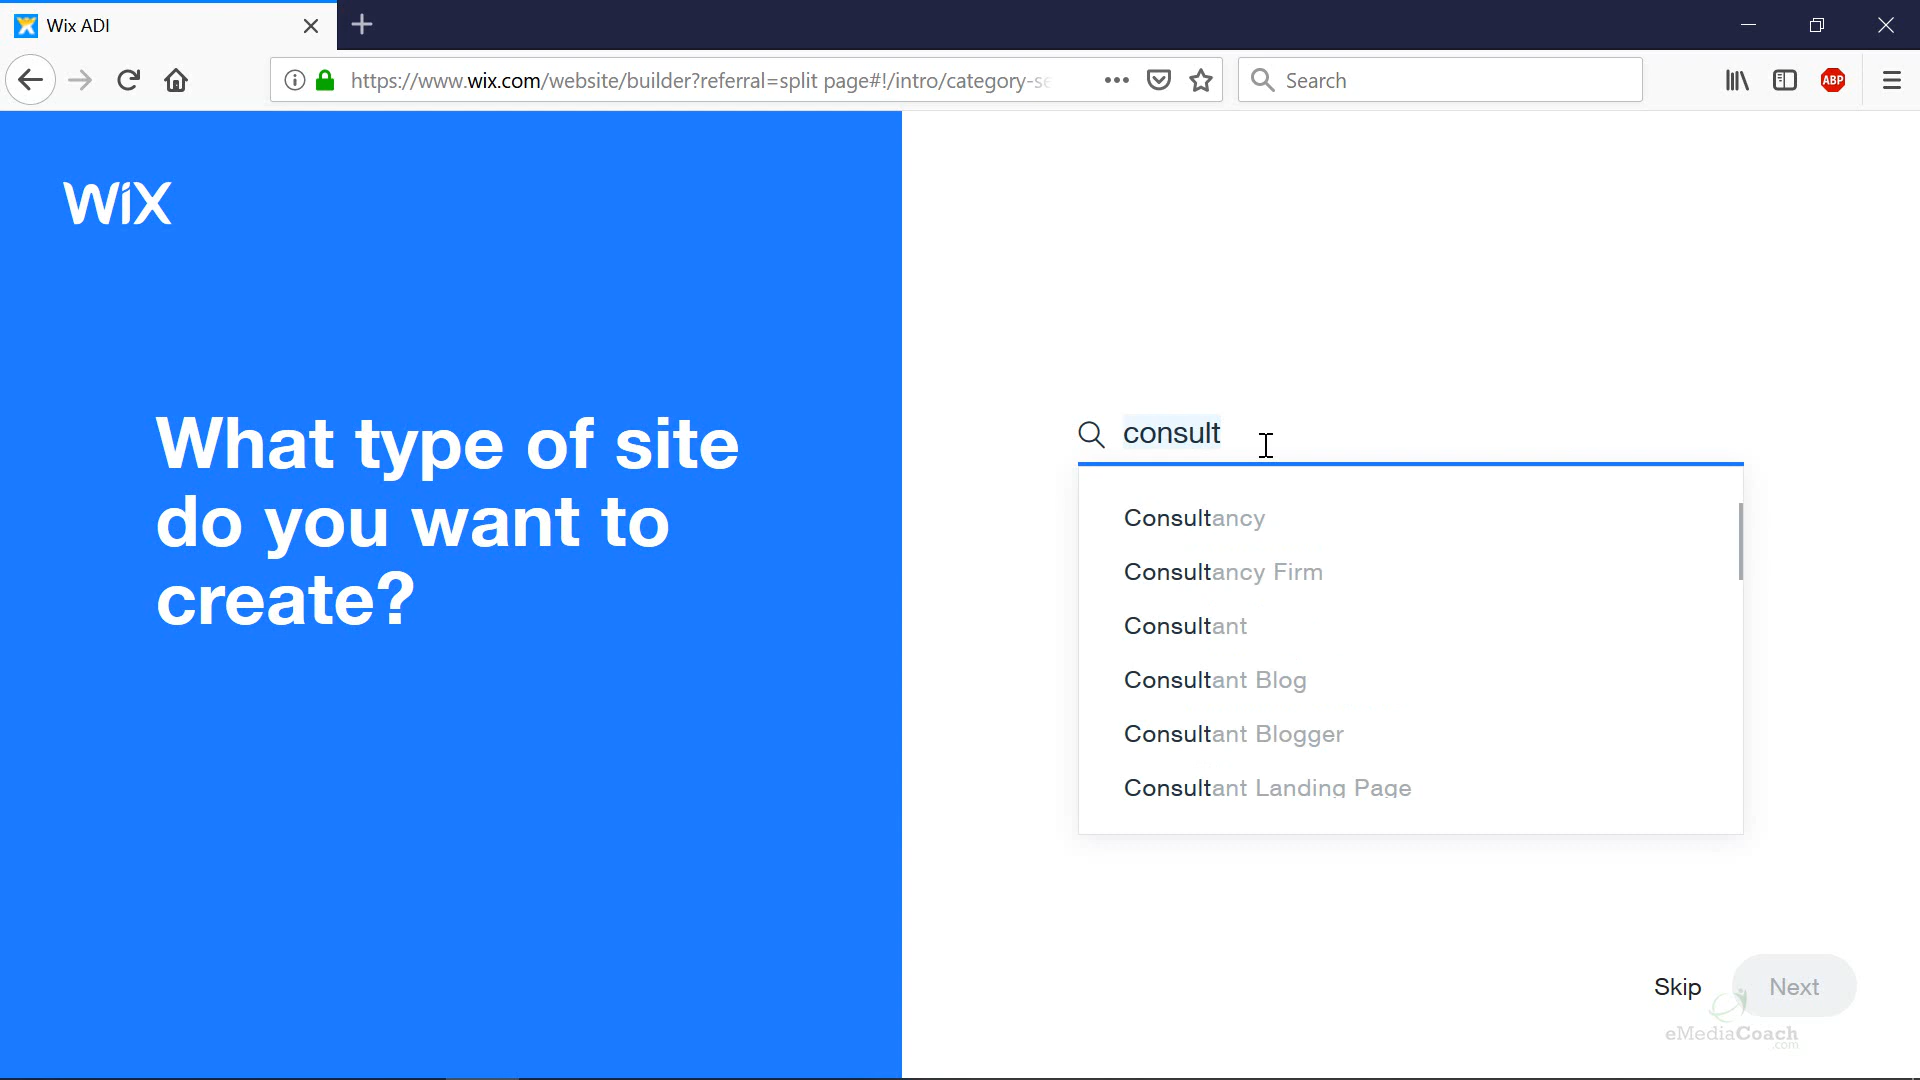 Wix ADI
https://www.wix.com/website/builder?referral=split page#!/intro/category-se
Search
ABP
WiX
What type of site
do you want to
create?
consult
Consultancy
Consultancy Firm
Consultant
Consultant Blog
Consultant Blogger
Consultant Landing Page
Skip
Next
eMediaCoach
.com